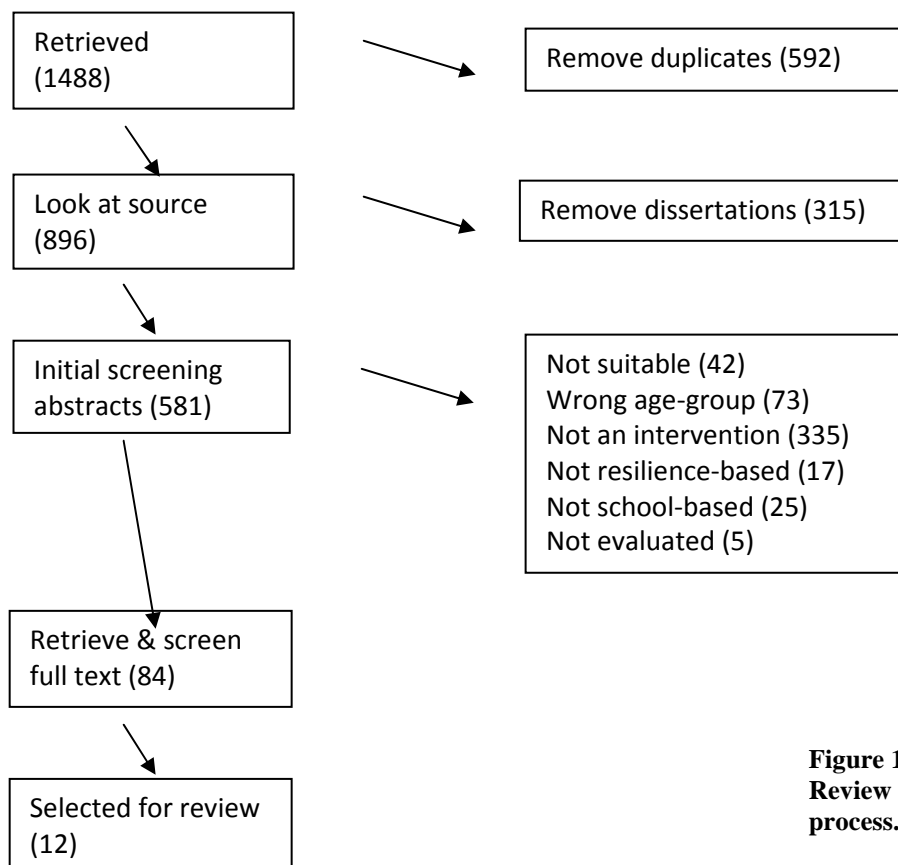 Retrieved
(1488)
Remove duplicates (592)
Look at source
(896)
Remove dissertations (315)
Initial screening
abstracts (581)
Not suitable (42)
Wrong age-group (73)
Not an intervention (335)
Not resilience-based (17)
Not school-based (25)
Not evaluated (5)
Retrieve & screen
full text (84)
Selected for review
(12)
Figure 1
Review
process.